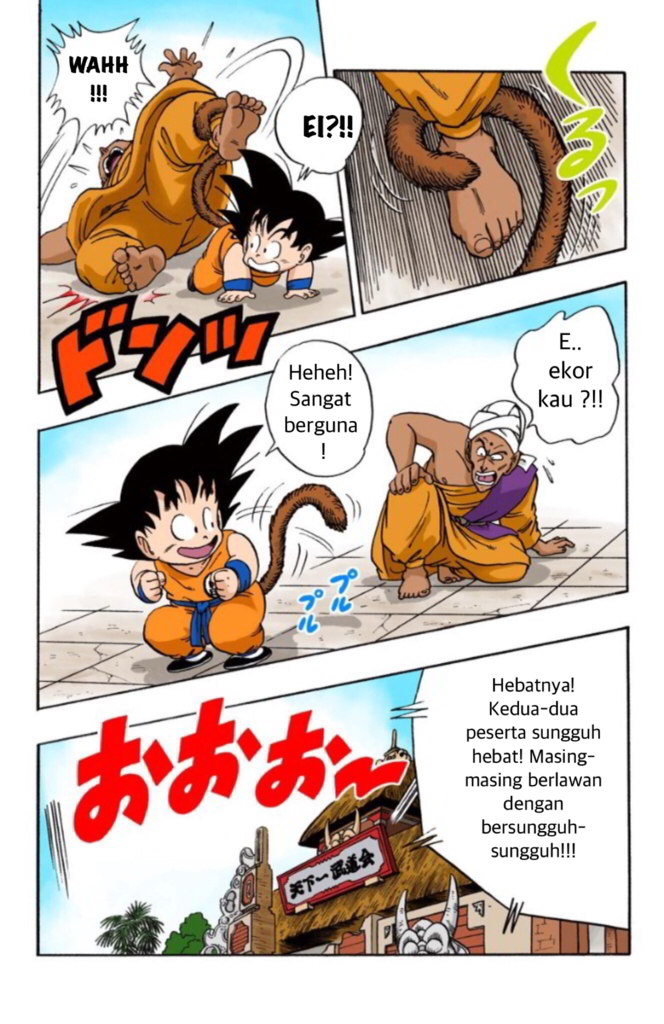 WAHH
!!!
EI?!!
くるっ
ドンッ
E..
ekor
kau ?!!
Heheh!
Sangat
berguna
!
プル
プル
Hebatnya!
Kedua-dua
peserta sungguh
hebat! Masing-
masing berlawan
dengan
bersungguh-
sungguh!!!
おおお〜
天下一武道会